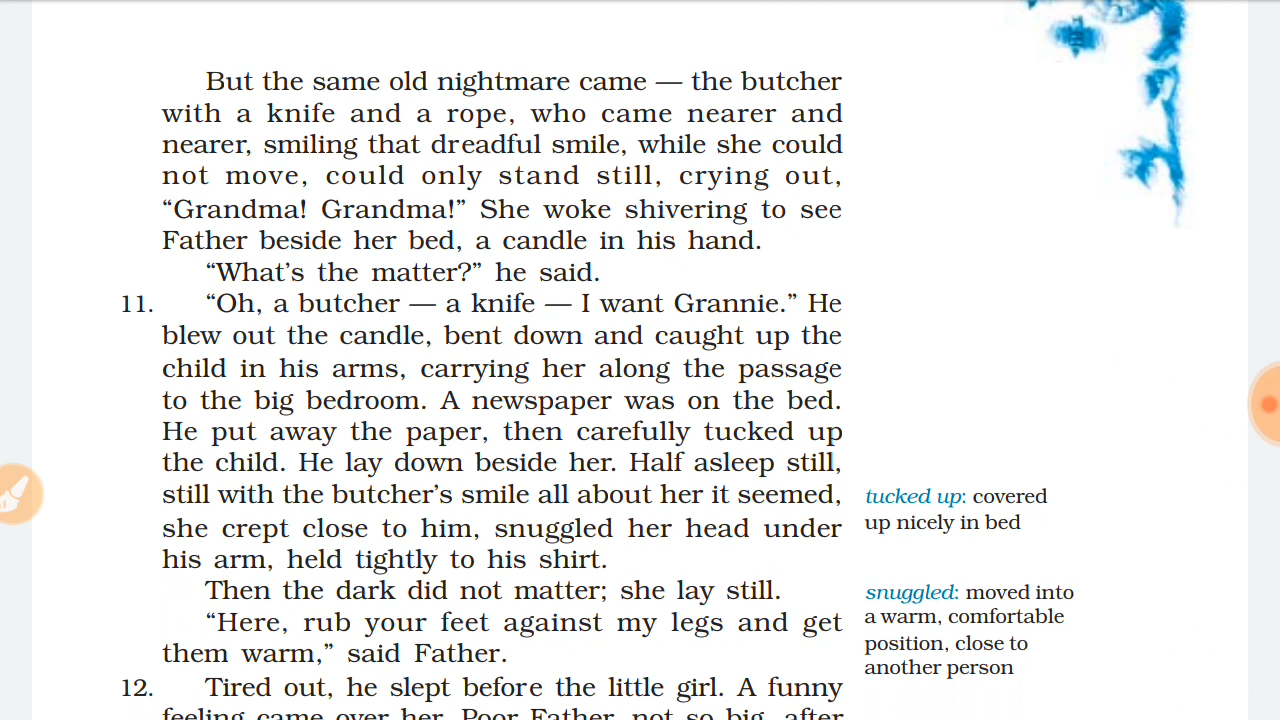 But the same old nightmare came — the butcher
with a knife and a rope, who came nearer and
nearer, smiling that dreadful smile, while she could
not move, could only stand still, crying out,
“Grandma! Grandma!” She woke shivering to see
Father beside her bed, a candle in his hand.
“What’s the matter?” he said.
11. “Oh, a butcher — a knife — I want Grannie.” He
blew out the candle, bent down and caught up the
child in his arms, carrying her along the passage
to the big bedroom. A newspaper was on the bed.
He put away the paper, then carefully tucked up
the child. He lay down beside her. Half asleep still,
still with the butcher’s smile all about her it seemed,
she crept close to him, snuggled her head under
his arm, held tightly to his shirt.
Then the dark did not matter; she lay still.
“Here, rub your feet against my legs and get
them warm,” said Father.
12. Tired out, he slept before the little girl. A funny
feeling came over her. Poor Father, not so big, after
tucked up: covered
up nicely in bed
snuggled: moved into
a warm, comfortable
position, close to
another person